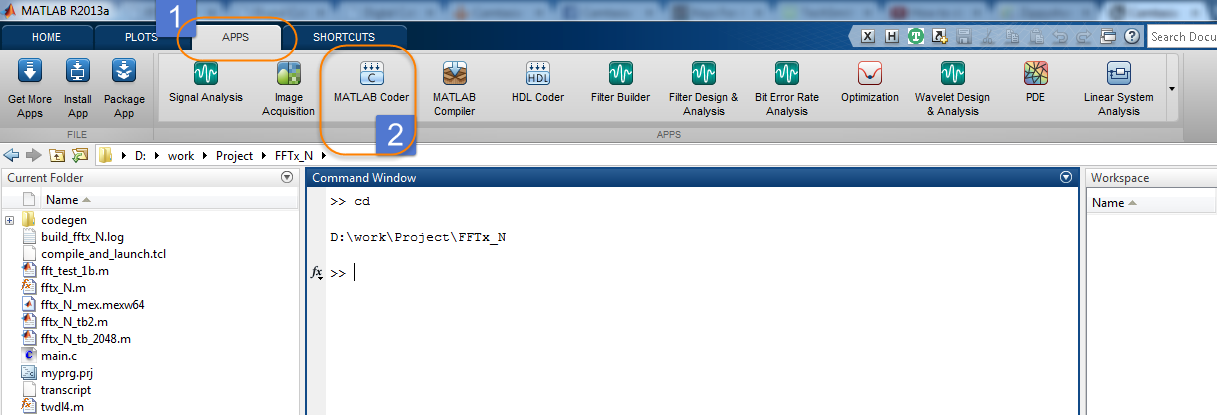 MATLAB R2013a
1
HOME PLOTS APPS SHORTCUTS
X H T ? Search Docu
C HDL
Get More Apps
Install App
Package App
Signal Analysis
Image Acquisition
MATLAB Coder
2
MATLAB Compiler
HDL Coder
Filter Builder
Filter Design & Analysis
Bit Error Rate Analysis
Optimization
Wavelet Design & Analysis
PDE
Linear System Analysis
FILE APPS
D: work Project FFTx_N
Current Folder
Name
codegen
build_fftx_N.log
compile_and_launch.tcl
fft_test_1b.m
fftx_N.m
fftx_N_mex.mexw64
fftx_N_tb2.m
fftx_N_tb_2048.m
main.c
myprg.prj
transcript
twdl4.m
Command Window
>> cd
D:\work\Project\FFTx_N
fx >>
Workspace
Name